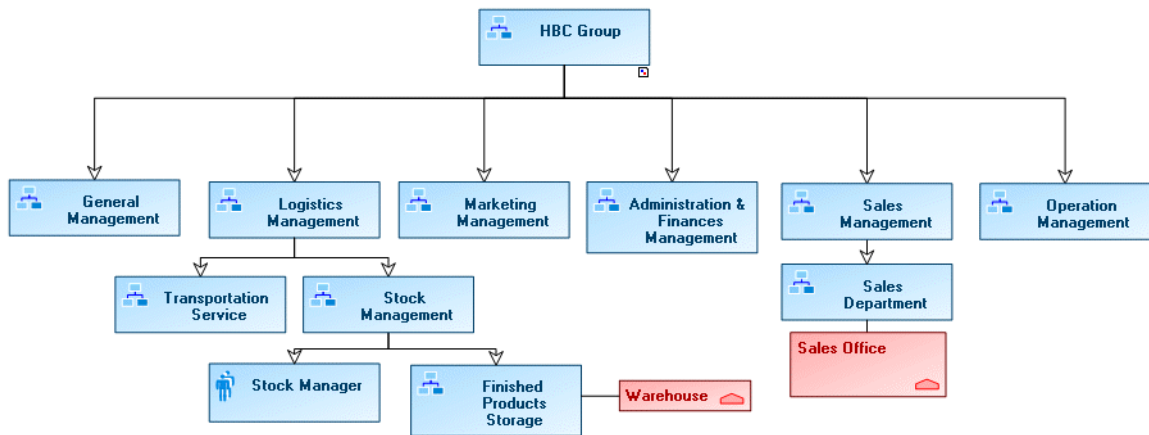 HBC Group
General
Management
Logistics
Management
Marketing
Management
Administration &
Finances
Management
Sales
Management
Operation
Management
Transportation
Service
Stock
Management
Sales
Department
Sales Office
Stock Manager
Finished
Products
Storage
Warehouse